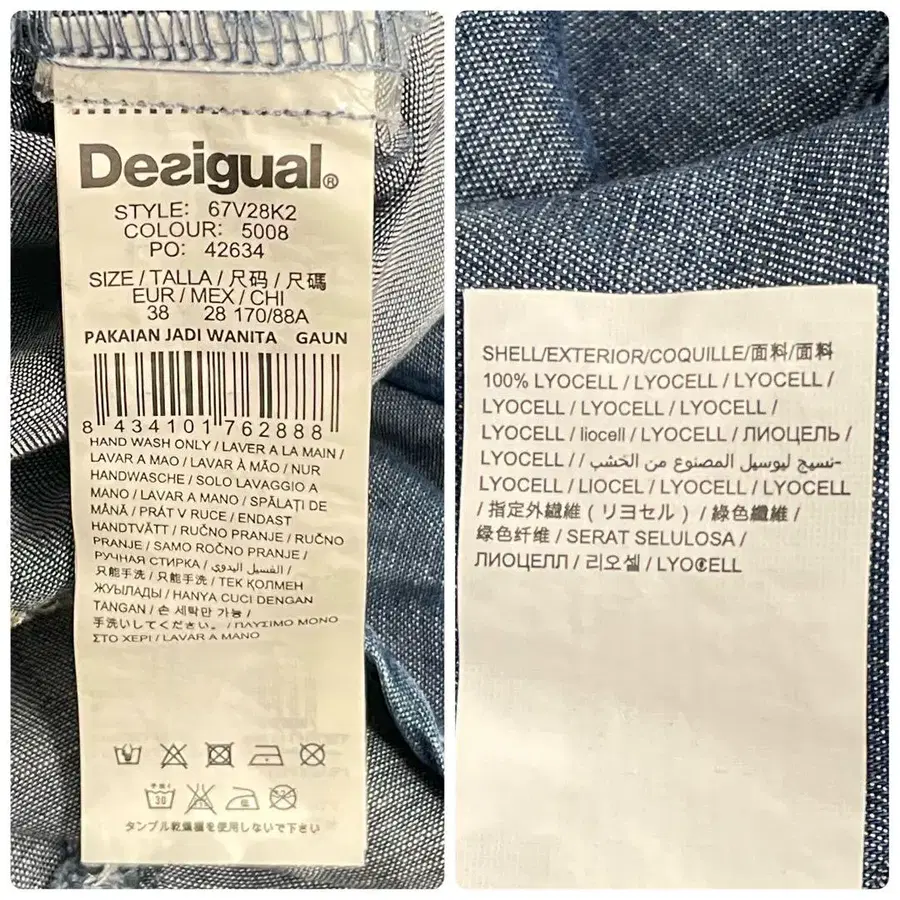 Desigual®
STYLE: 67V28K2
COLOUR: 5008
PO: 42634
SIZE / TALLA / 尺码 / 尺碼
EUR / MEX / CHI
38 28 170/88A
PAKAIAN JADI WANITA GAUN
8 434101 762888
HAND WASH ONLY / LAVER A LA MAIN /
LAVAR A MAO / LAVAR À MÃO / NUR
HANDWASCHE / SOLO LAVAGGIO A
MANO / LAVAR A MANO / SPĂLAȚI DE
MÂNĂ / PRÁT V RUCE / ENDAST
HANDTVÄTT / RUČNO PRANJE / RUČNO
PRANJE / SAMO ROČNO PRANJE /
РУЧНАЯ СТИРКА / الغسيل اليدوي /
只能手洗 / 只能手洗 / ТЕК КОЛМЕН
ЖУЫЛАДЫ / HANYA CUCI DENGAN
TANGAN / 손 세탁만 가능 /
手洗いしてください。 / ΠΛΥΣΙΜΟ ΜΟΝΟ
ΣΤΟ ΧΕΡΙ / LAVAR A MANO
手洗イ
30
低
タンブル乾燥機を使用しないで下さい
SHELL/EXTERIOR/COQUILLE/面料/面料
100% LYOCELL / LYOCELL / LYOCELL /
LYOCELL / LYOCELL / LYOCELL /
LYOCELL / liocell / LYOCELL / ЛИОЦЕЛЬ /
LYOCELL / / نسيج ليوسيل المصنوع من الخشب-
LYOCELL / LIOCEL / LYOCELL / LYOCELL
/ 指定外繊維 ( リヨセル ) / 綠色纖維 /
绿色纤维 / SERAT SELULOSA /
ЛИОЦЕЛЛ / 리오셀 / LYOCELL